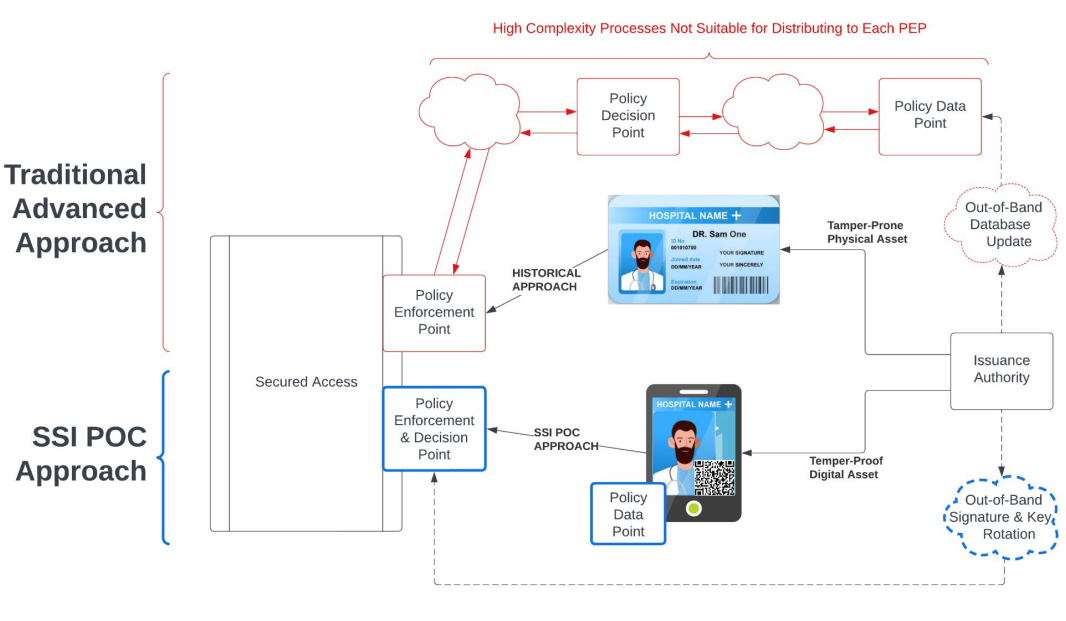 High Complexity Processes Not Suitable for Distributing to Each PEP
Policy
Decision
Point
Policy Data
Point
Traditional
Advanced
Approach
Out-of-Band
Database
Update
HOSPITAL NAME +
DR. Sam One
ID No
001010700
Joined date
DD/MM/YEAR
Expiration
DD/MM/YEAR
YOUR SIGNATURE
YOUR SINCERELY
Tamper-Prone
Physical Asset
HISTORICAL
APPROACH
Policy
Enforcement
Point
Secured Access
Issuance
Authority
SSI POC
Approach
Policy
Enforcement
& Decision
Point
SSI POC
APPROACH
HOSPITAL NAME +
Temper-Proof
Digital Asset
Policy
Data
Point
Out-of-Band
Signature & Key
Rotation